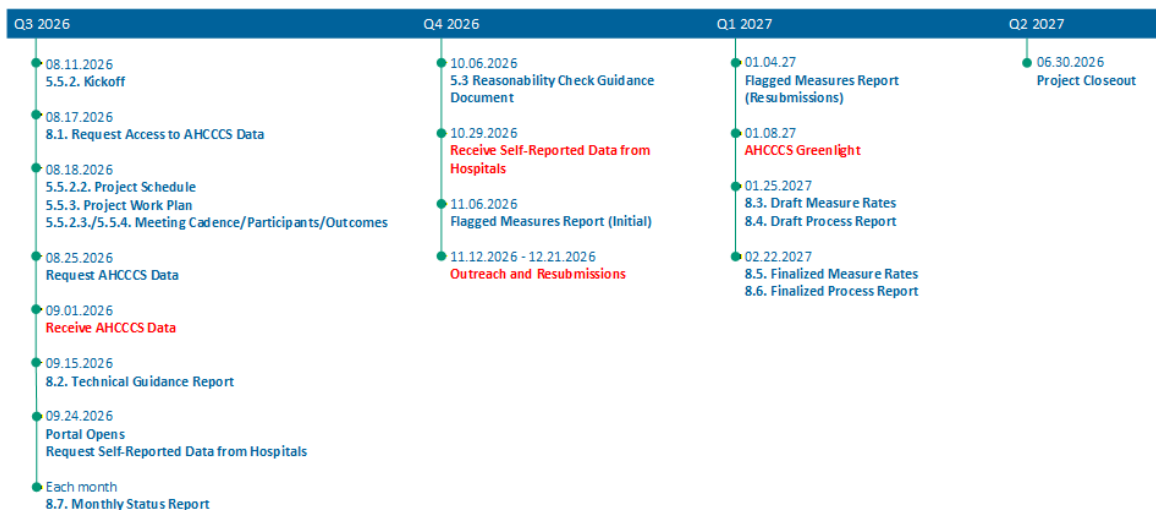 Q3 2026
08.11.2026
5.5.2. Kickoff
08.17.2026
8.1. Request Access to AHCCCS Data
08.18.2026
5.5.2.2. Project Schedule
5.5.3. Project Work Plan
5.5.2.3./5.5.4. Meeting Cadence/Participants/Outcomes
08.25.2026
Request AHCCCS Data
09.01.2026
Receive AHCCCS Data
09.15.2026
8.2. Technical Guidance Report
09.24.2026
Portal Opens
Request Self-Reported Data from Hospitals
Each month
8.7. Monthly Status Report
Q4 2026
10.06.2026
5.3 Reasonability Check Guidance
Document
10.29.2026
Receive Self-Reported Data from
Hospitals
11.06.2026
Flagged Measures Report (Initial)
11.12.2026 - 12.21.2026
Outreach and Resubmissions
Q1 2027
01.04.27
Flagged Measures Report
(Resubmissions)
01.08.27
AHCCCS Greenlight
01.25.2027
8.3. Draft Measure Rates
8.4. Draft Process Report
02.22.2027
8.5. Finalized Measure Rates
8.6. Finalized Process Report
Q2 2027
06.30.2026
Project Closeout